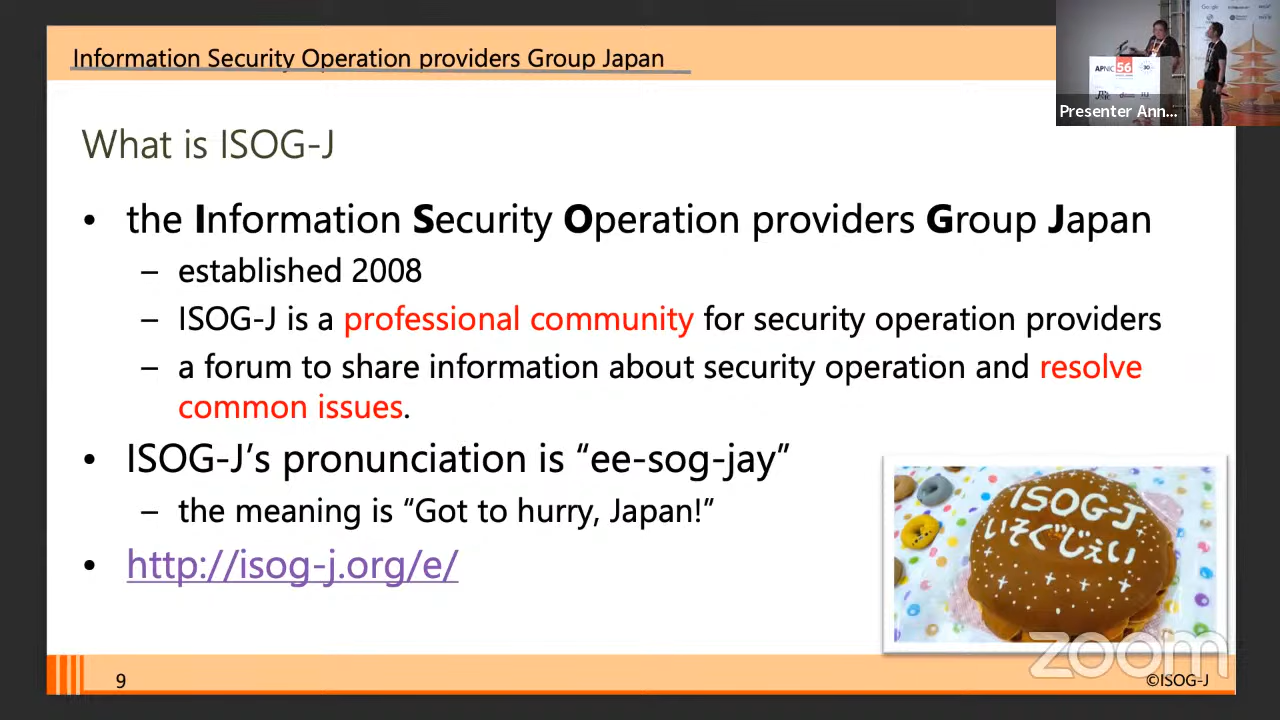 Information Security Operation providers Group Japan
APNIC 56
Presenter Ann...
What is ISOG-J
• the Information Security Operation providers Group Japan
– established 2008
– ISOG-J is a professional community for security operation providers
– a forum to share information about security operation and resolve
common issues.
• ISOG-J’s pronunciation is “ee-sog-jay”
– the meaning is “Got to hurry, Japan!”
• http://isog-j.org/e/
ISOG-J
いそぐじぇい
zoom
9
©ISOG-J